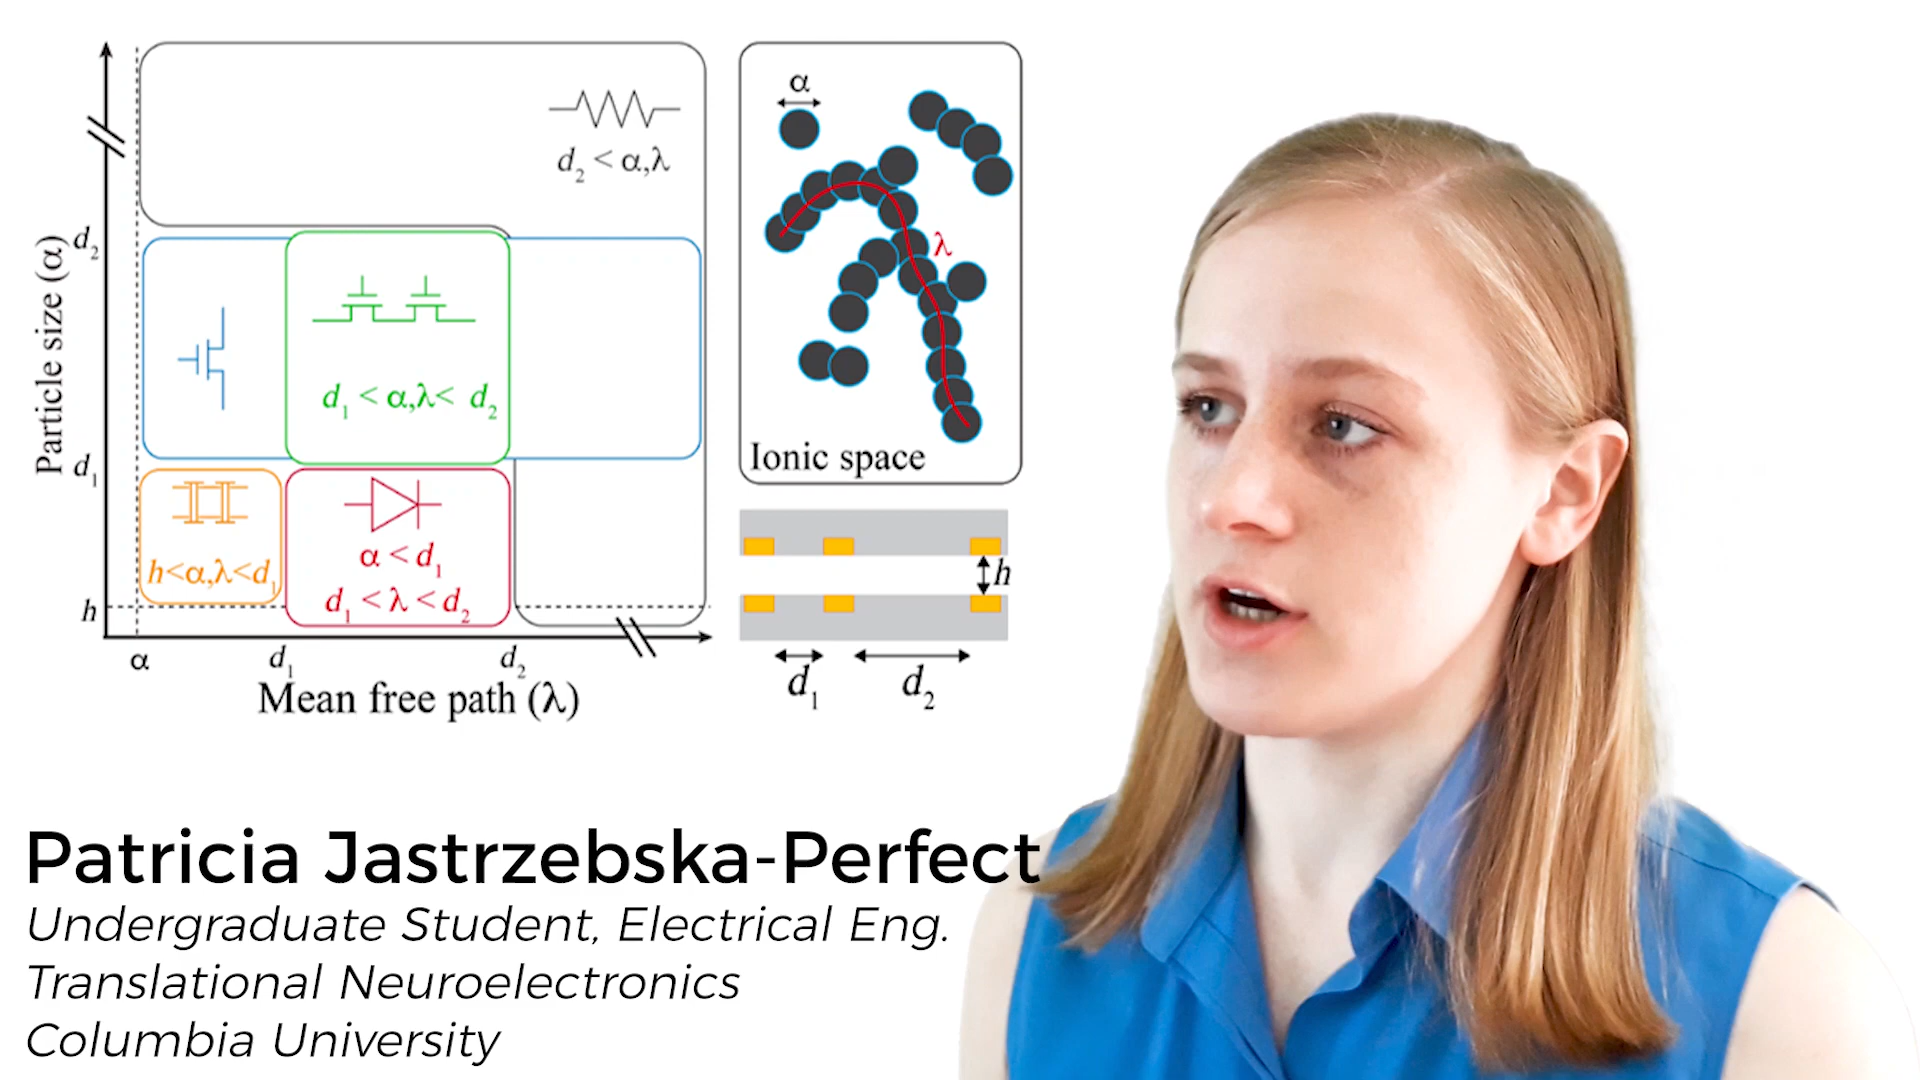 α
d₂ < α,λ
λ
d₂
Particle size (α)
d₁ < α,λ< d₂
Ionic space
d₁
h<α,λ<d₁
α < d₁
d₁ < λ < d₂
h
h
α
d₁
d₂
d₁
d₂
Mean free path (λ)
Patricia Jastrzebska-Perfect
Undergraduate Student, Electrical Eng.
Translational Neuroelectronics
Columbia University